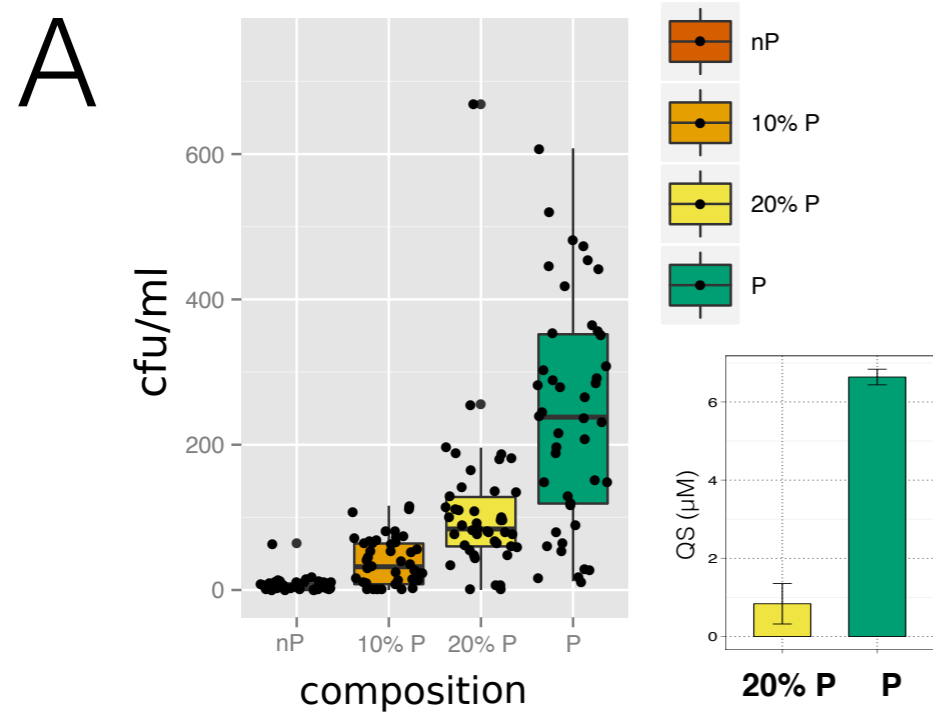 A
cfu/ml
600
400
200
0
nP
10% P
20% P
P
composition
nP
10% P
20% P
P
QS (µM)
6
4
2
0
20% P
P